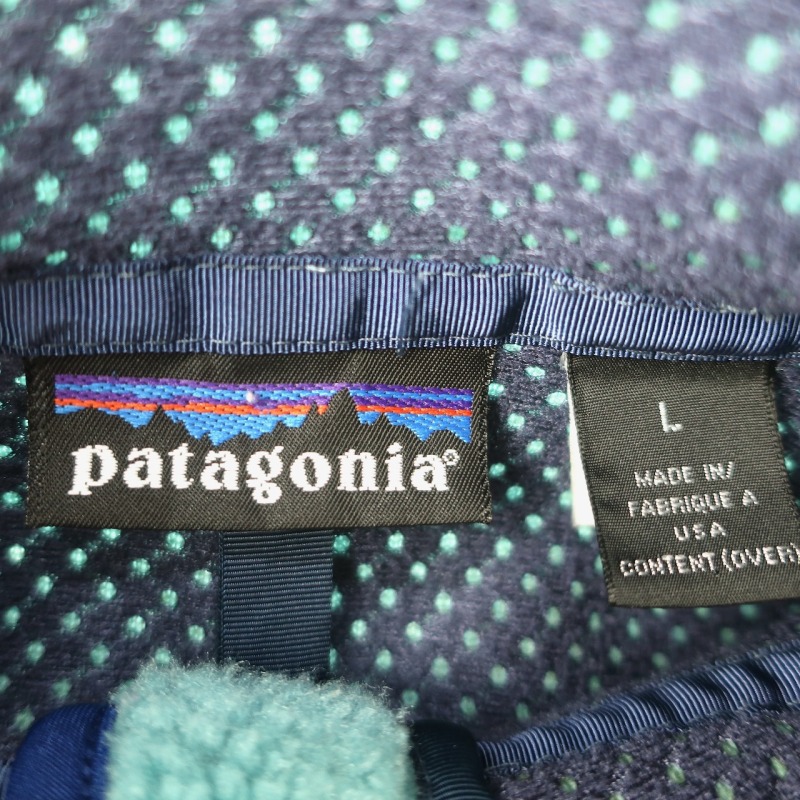 patagonia®
L
MADE IN/
FABRIQUE A
USA
CONTENT (OVER)